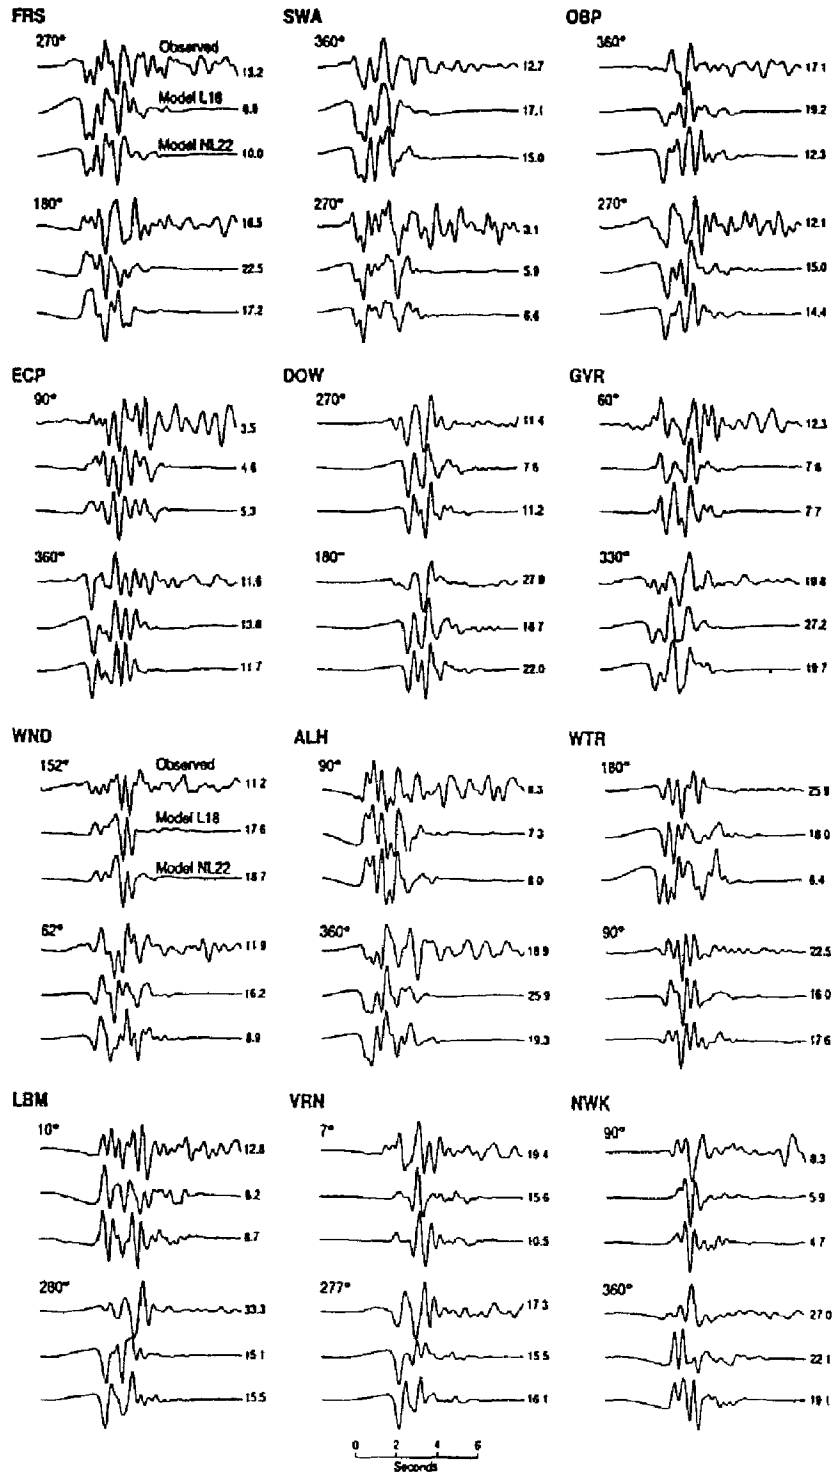 FRS SWA OBP
270° Observed 13.2 360° 12.7 360° 17.1
Model L18 17.1 19.2
Model NL22 10.0 15.0 12.3
180° 16.5 270° 3.1 270° 12.1
22.5 5.9 15.0
17.2 6.6 14.4
ECP DOW GVR
90° 3.5 270° 11.4 60° 12.3
4.6 7.6 7.6
5.3 11.2 7.7
360° 11.6 180° 27.9 330° 19.8
13.8 18.7 27.2
11.7 22.0 19.7
WND ALH WTR
152° Observed 11.2 90° 180° 25.9
Model L18 17.6 7.3 18.0
Model NL22 18.7 8.0 6.4
62° 11.9 360° 18.9 90° 22.5
16.2 25.9 16.0
8.9 19.3 17.6
LBM VRN NWK
10° 12.8 7° 19.4 90° 8.3
8.2 15.6 5.9
8.7 10.5 4.7
280° 33.3 277° 17.3 360° 27.0
15.1 15.5 22.1
15.5 16.1 19.1
0 2 4 6
Seconds